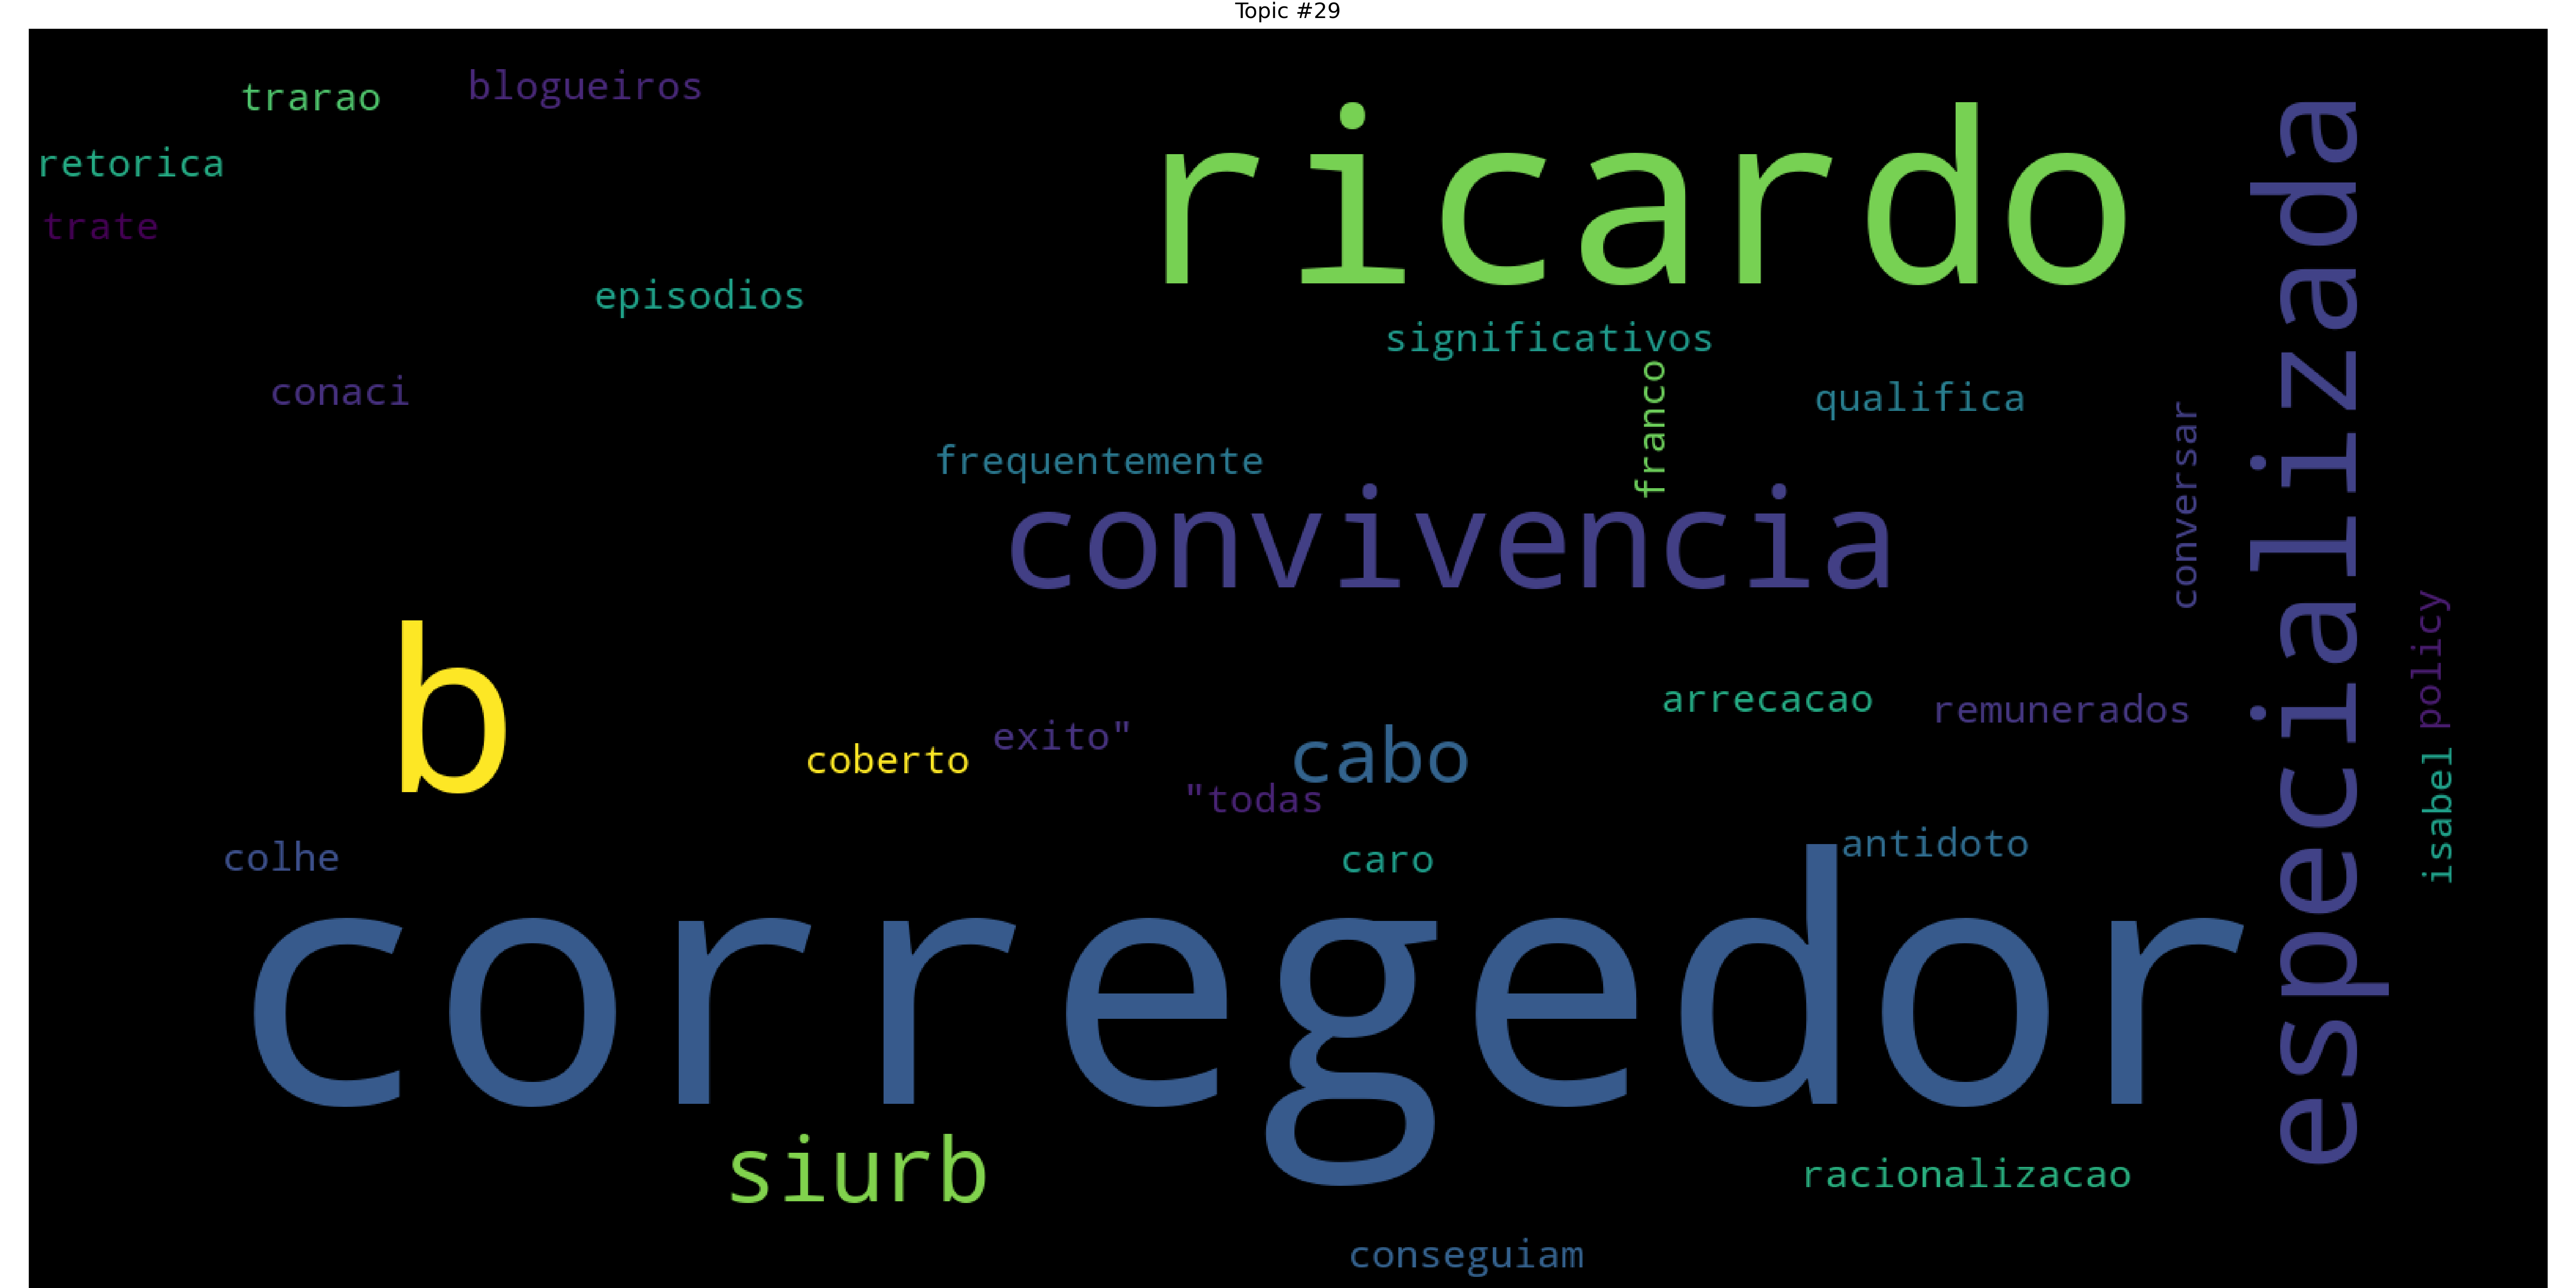 Topic #29
blogueiros
trarao
ricardo
especializada
retorica
trate
episodios
significativos
franco
conaci
qualifica
conversar
frequentemente
convivencia
policy
b
arrecacao
remunerados
exito"
coberto
cabo
"todas
isabel
colhe
caro
antidoto
corregedor
siurb
racionalizacao
conseguiam